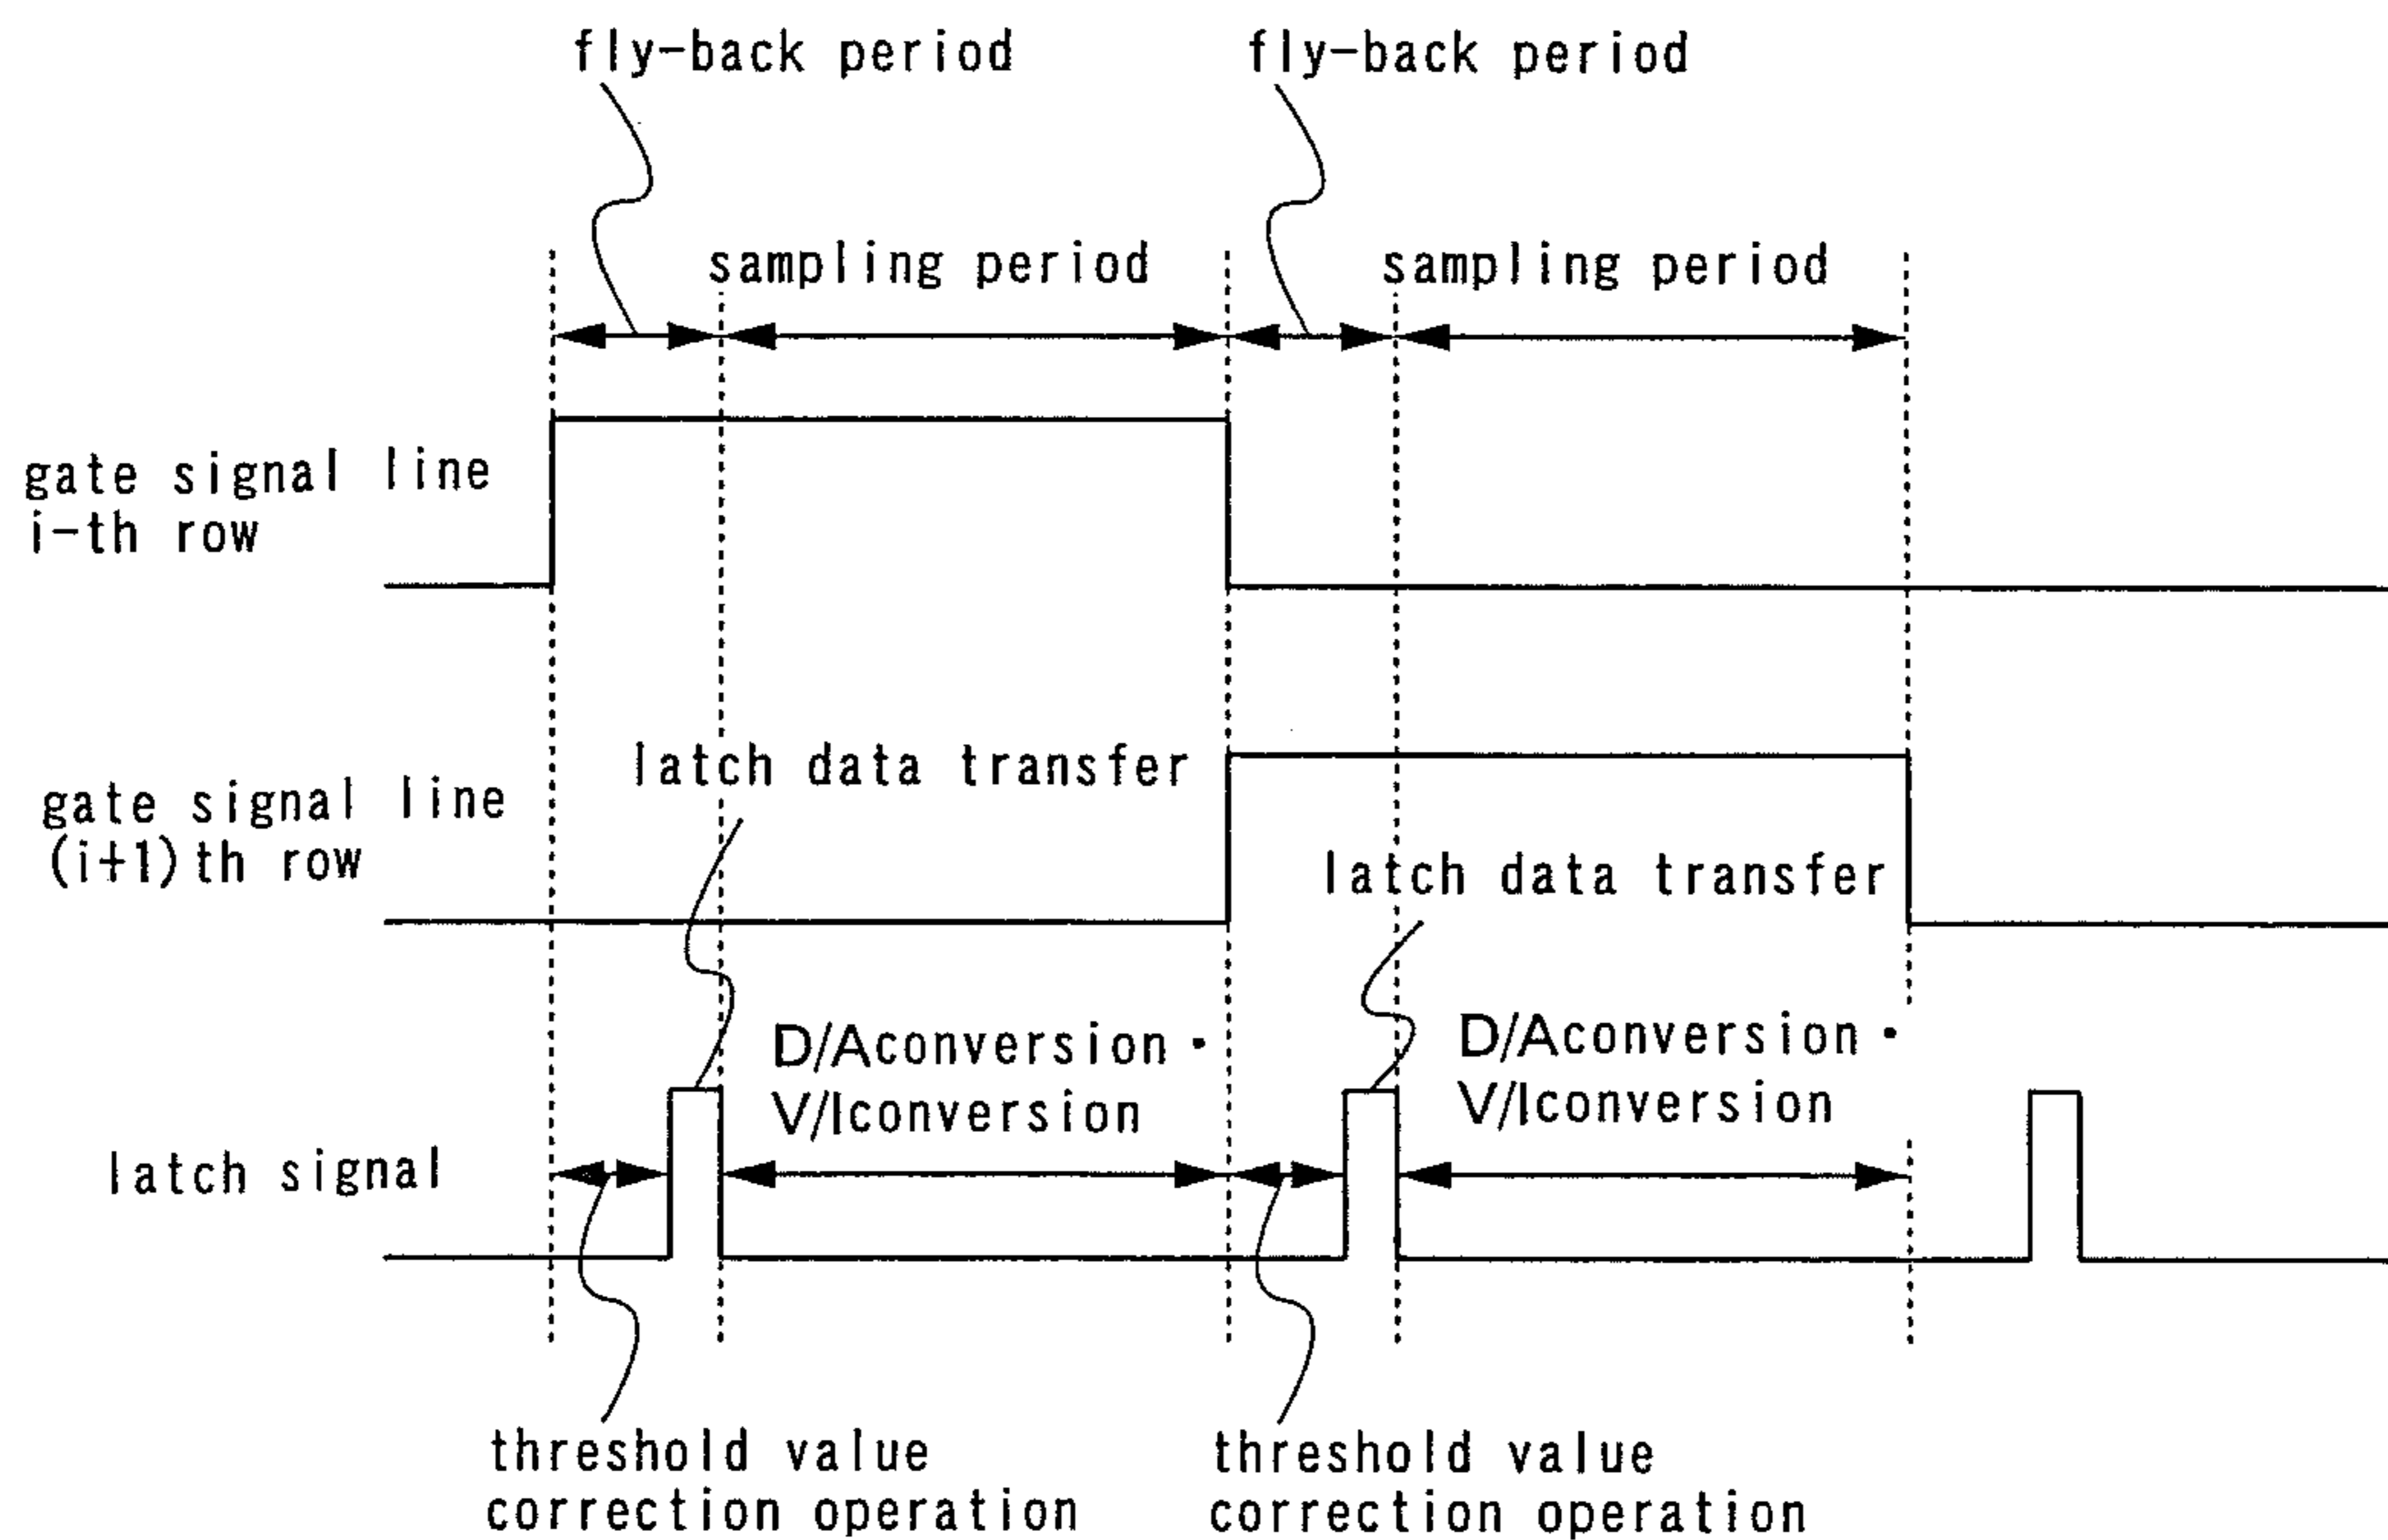 fly-back period
fly-back period
sampling period
sampling period
gate signal line
i-th row
latch data transfer
gate signal line
(i+1)th row
latch data transfer
D/Aconversion・
V/Iconversion
D/Aconversion・
V/Iconversion
latch signal
threshold value
correction operation
threshold value
correction operation